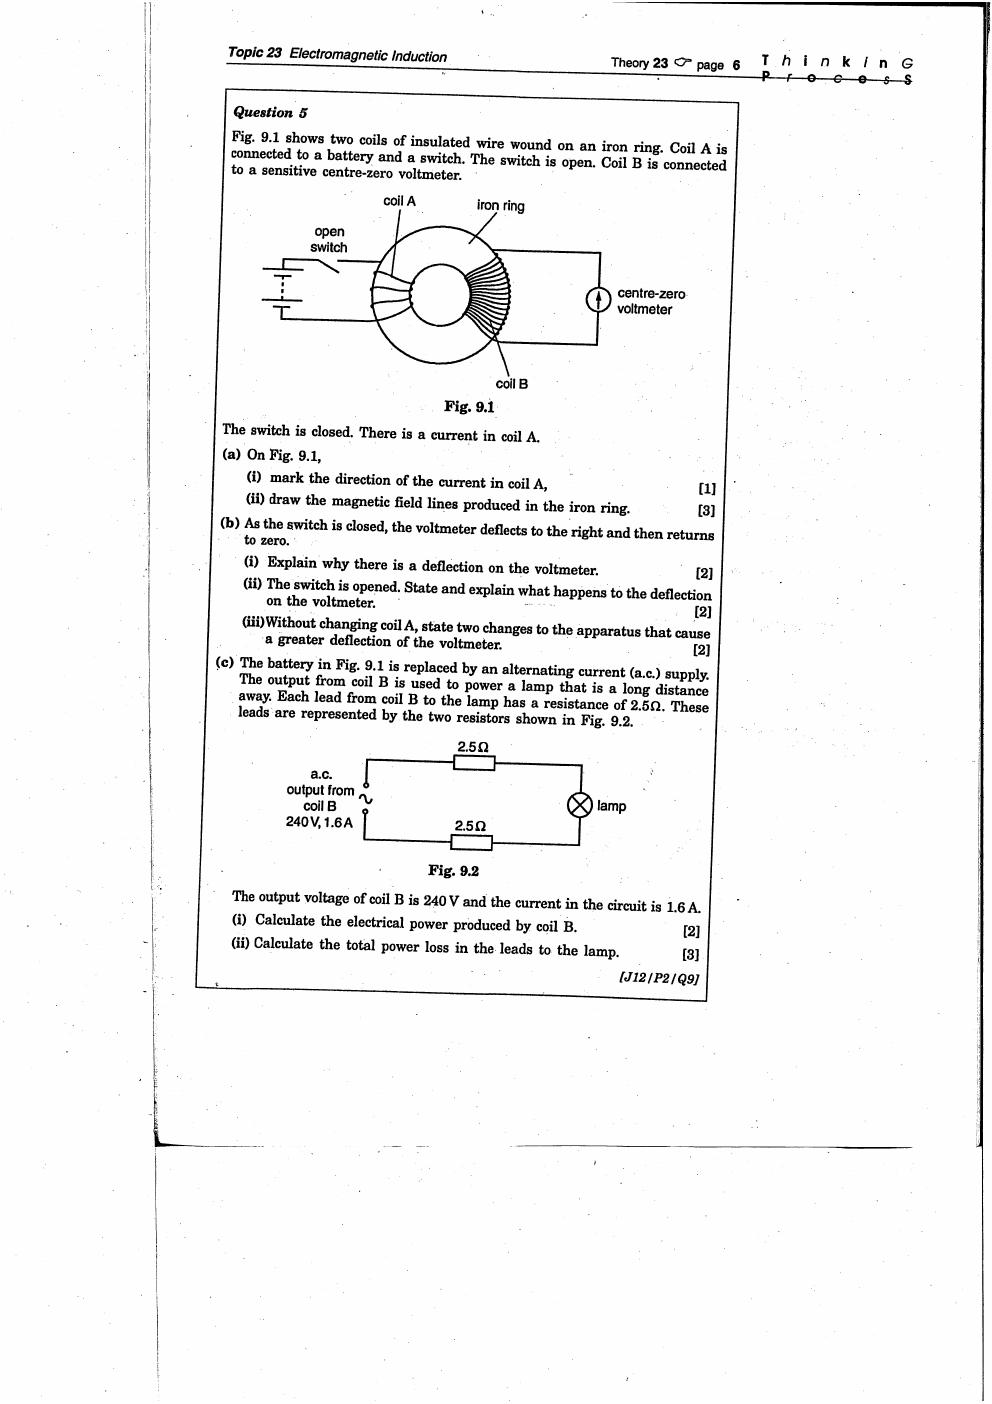 Topic 23 Electromagnetic Induction
Theory 23 ☞ page 6
T h i n k i n G
P r o c e s S
Question 5
Fig. 9.1 shows two coils of insulated wire wound on an iron ring. Coil A is
connected to a battery and a switch. The switch is open. Coil B is connected
to a sensitive centre-zero voltmeter.
coil A
iron ring
open
switch
centre-zero
voltmeter
coil B
Fig. 9.1
The switch is closed. There is a current in coil A.
(a) On Fig. 9.1,
(i) mark the direction of the current in coil A, [1]
(ii) draw the magnetic field lines produced in the iron ring. [3]
(b) As the switch is closed, the voltmeter deflects to the right and then returns
to zero.
(i) Explain why there is a deflection on the voltmeter. [2]
(ii) The switch is opened. State and explain what happens to the deflection
on the voltmeter. [2]
(iii) Without changing coil A, state two changes to the apparatus that cause
a greater deflection of the voltmeter. [2]
(c) The battery in Fig. 9.1 is replaced by an alternating current (a.c.) supply.
The output from coil B is used to power a lamp that is a long distance
away. Each lead from coil B to the lamp has a resistance of 2.5Ω. These
leads are represented by the two resistors shown in Fig. 9.2.
2.5Ω
a.c.
output from
coil B
240V, 1.6A
lamp
2.5Ω
Fig. 9.2
The output voltage of coil B is 240 V and the current in the circuit is 1.6 A.
(i) Calculate the electrical power produced by coil B. [2]
(ii) Calculate the total power loss in the leads to the lamp. [3]
[J12/P2/Q9]